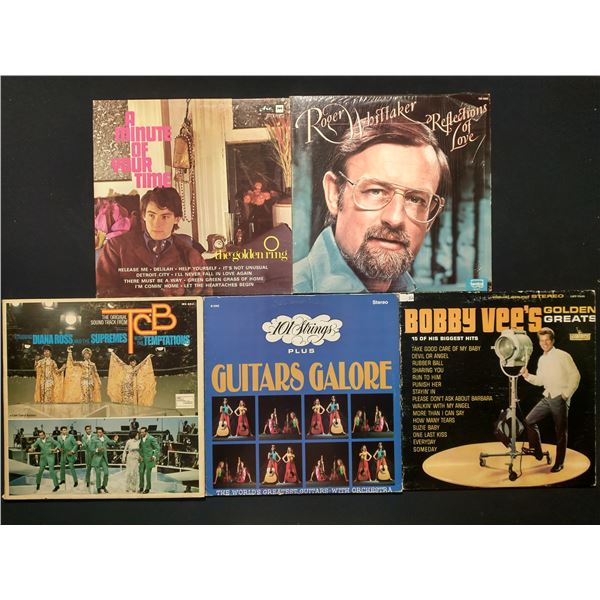 A
MINUTE
OF
YOUR
TIME
STEREO
the golden ring
RELEASE ME • DELILAH • HELP YOURSELF • IT'S NOT UNUSUAL
DETROIT CITY • I'LL NEVER FALL IN LOVE AGAIN
THERE MUST BE A WAY • GREEN GREEN GRASS OF HOME
I'M COMIN' HOME • LET THE HEARTACHES BEGIN
Roger Whittaker
Reflections
of
Love
THE ORIGINAL
SOUND TRACK FROM
TCB
STARRING
DIANA ROSS AND THE SUPREMES WITH THE TEMPTATIONS
Stereo
101 Strings
PLUS
GUITARS GALORE
THE WORLD'S GREATEST GUITARS-WITH ORCHESTRA
STEREO
BOBBY VEE'S
GOLDEN
GREATS
15 OF HIS BIGGEST HITS
TAKE GOOD CARE OF MY BABY
DEVIL OR ANGEL
RUBBER BALL
SHARING YOU
RUN TO HIM
PUNISH HER
STAYIN' IN
PLEASE DON'T ASK ABOUT BARBARA
WALKIN' WITH MY ANGEL
MORE THAN I CAN SAY
HOW MANY TEARS
SUZIE BABY
ONE LAST KISS
EVERYDAY
SOMEDAY